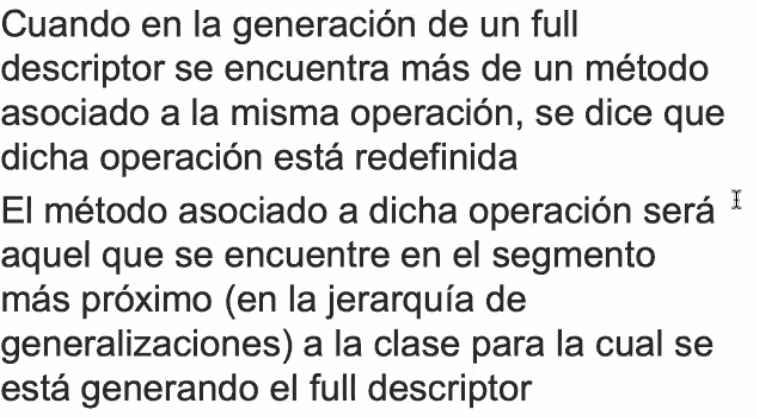 Cuando en la generación de un full
descriptor se encuentra más de un método
asociado a la misma operación, se dice que
dicha operación está redefinida
El método asociado a dicha operación será
aquel que se encuentre en el segmento
más próximo (en la jerarquía de
generalizaciones) a la clase para la cual se
está generando el full descriptor